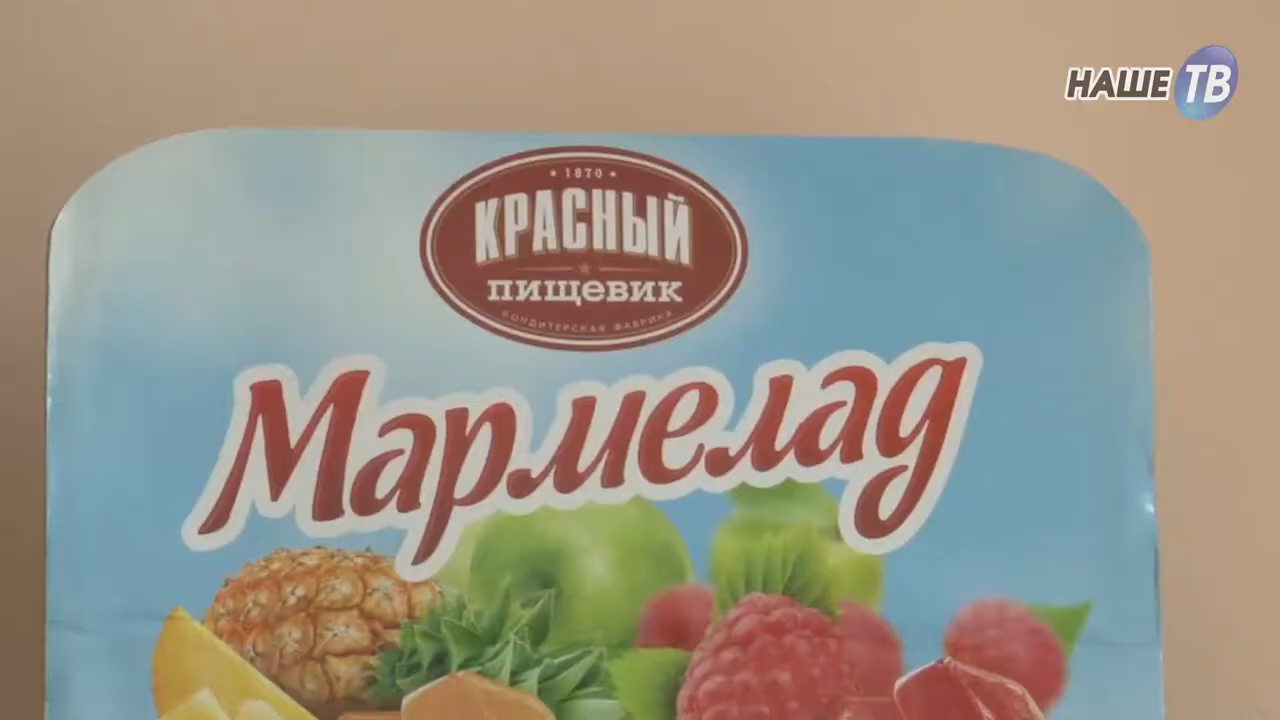 НАШЕ ТВ
• 1870 •
КРАСНЫЙ
ПИЩЕВИК
КОНДИТЕРСКАЯ ФАБРИКА
Мармелад